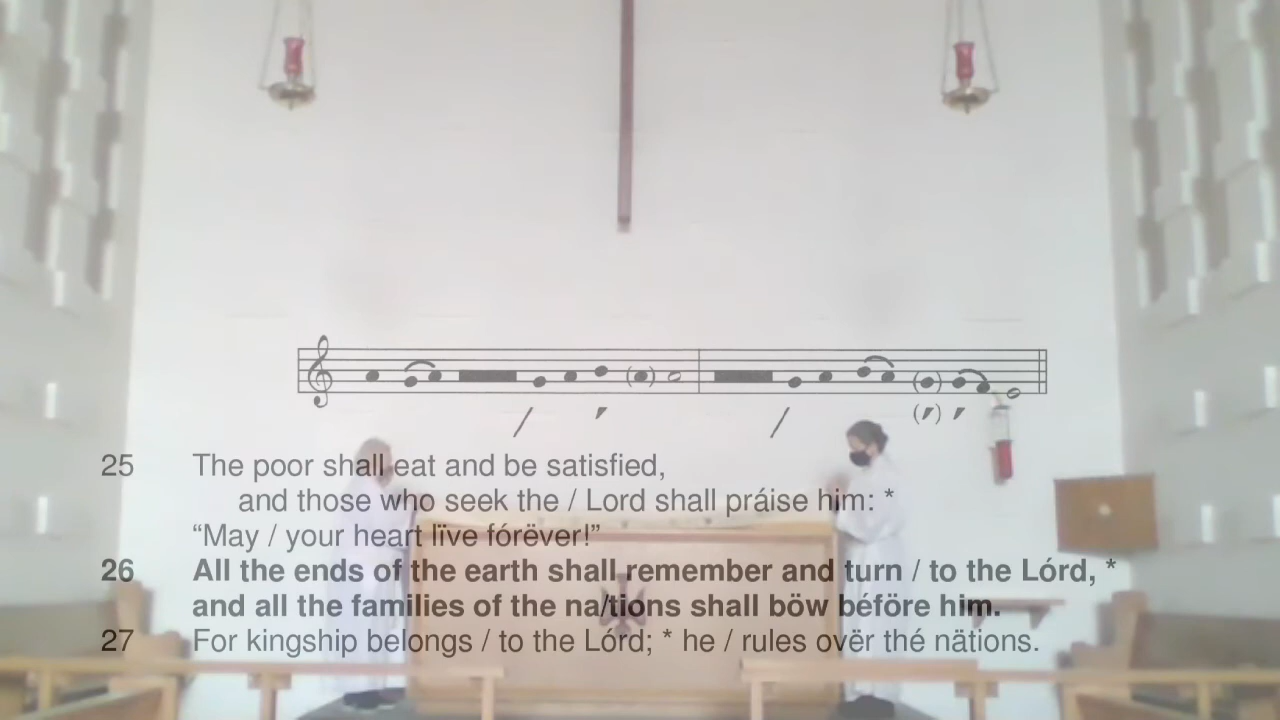 25 The poor shall eat and be satisfied,
and those who seek the / Lord shall práise him: *
“May / your heart lïve fórëver!”
26 All the ends of the earth shall remember and turn / to the Lórd, *
and all the families of the na/tions shall böw béföre him.
27 For kingship belongs / to the Lórd; * he / rules ovër thé nätions.